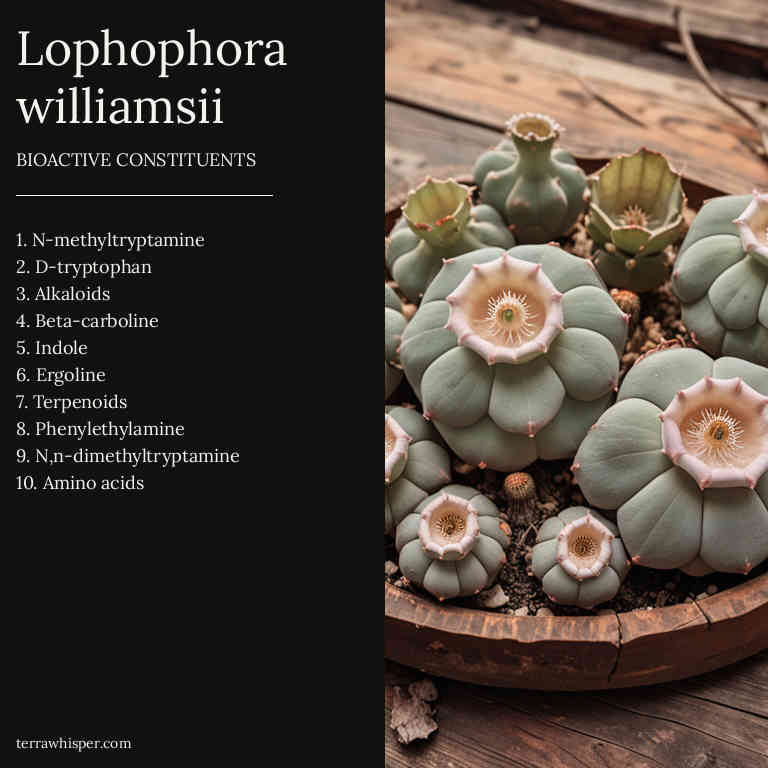 Lophophora
williamsii
BIOACTIVE CONSTITUENTS
1. N-methyltryptamine
2. D-tryptophan
3. Alkaloids
4. Beta-carboline
5. Indole
6. Ergoline
7. Terpenoids
8. Phenylethylamine
9. N,n-dimethyltryptamine
10. Amino acids
terrawhisper.com